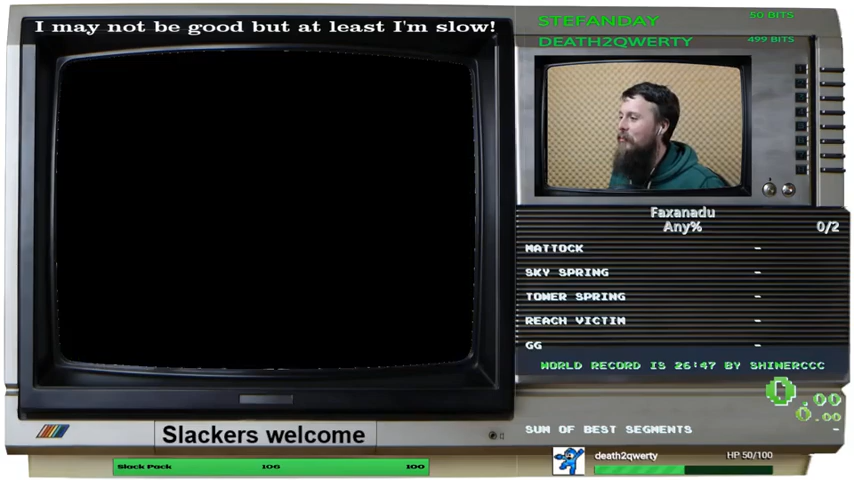 I may not be good but at least I'm slow!
STEFANDAY 50 BITS
DEATH2QWERTY 499 BITS
Faxanadu
Any% 0/2
MATTOCK -
SKY SPRING -
TOWER SPRING -
REACH VICTIM -
GG -
WORLD RECORD IS 26:47 BY SHINERCCC
0.00
0.00
SUM OF BEST SEGMENTS -
Slackers welcome
Slack Pack 100 100
death2qwerty HP 50/100